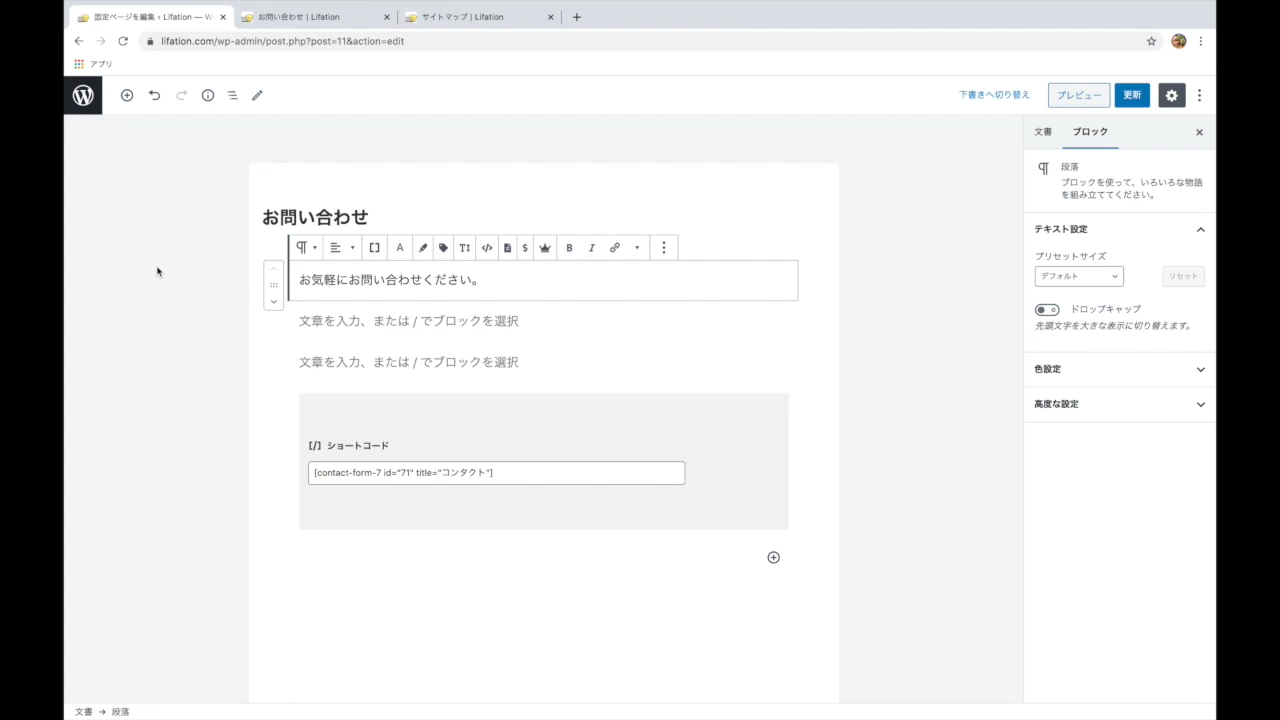 固定ページを編集 ‹ Lifation — W
お問い合わせ | Lifation
サイトマップ | Lifation
lifation.com/wp-admin/post.php?post=11&action=edit
アプリ
下書きへ切り替え
プレビュー
更新
文書
ブロック
段落
ブロックを使って、いろいろな物語
を組み立ててください。
お問い合わせ
テキスト設定
プリセットサイズ
デフォルト
リセット
お気軽にお問い合わせください。
ドロップキャップ
先頭文字を大きな表示に切り替えます。
文章を入力、または / でブロックを選択
文章を入力、または / でブロックを選択
色設定
高度な設定
[/] ショートコード
[contact-form-7 id="71" title="コンタクト"]
文書 → 段落